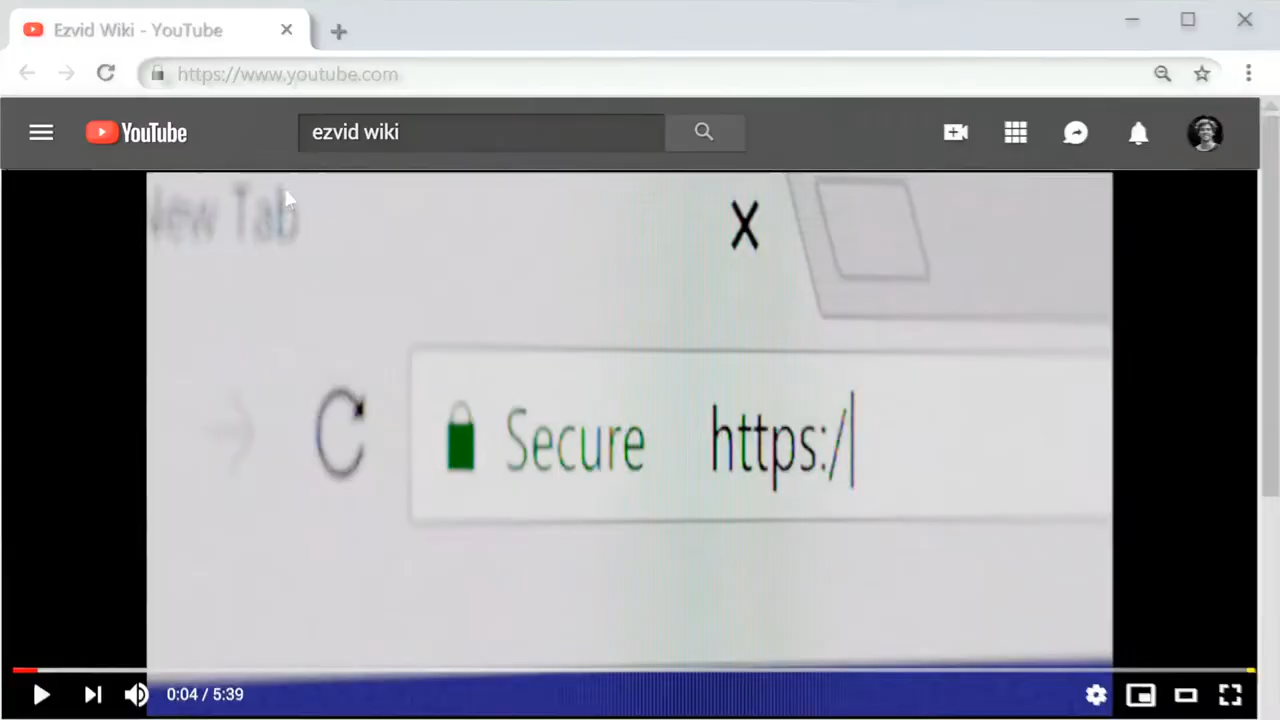 Ezvid Wiki - YouTube
https://www.youtube.com
YouTube
ezvid wiki
New Tab
X
Secure https:/
0:04 / 5:39